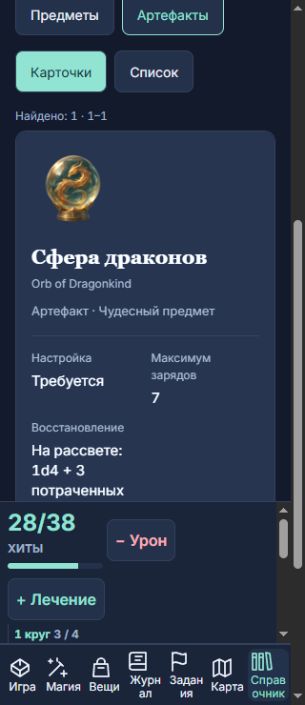 Предметы Артефакты
Карточки Список
Найдено: 1 · 1–1
Сфера драконов
Orb of Dragonkind
Артефакт · Чудесный предмет
Настройка Максимум
зарядов
Требуется
7
Восстановление
На рассвете:
1d4 + 3
потраченных
28/38
хиты
− Урон
+ Лечение
1 круг 3 / 4
Игра Магия Вещи Журн
ал Задан
ия Карта Справ
очник